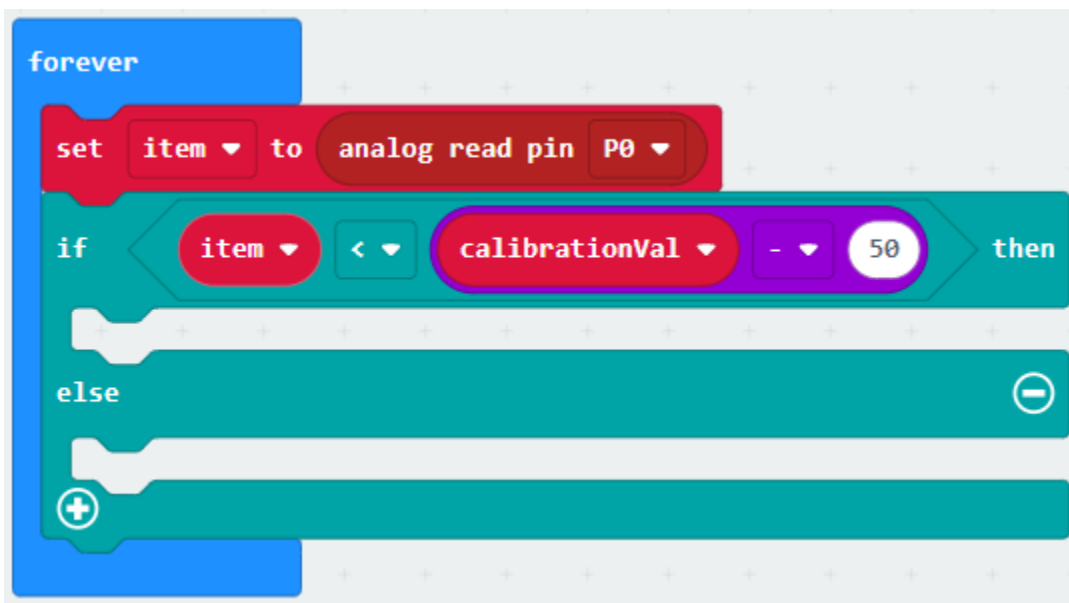 forever
set item to analog read pin P0
if item < calibrationVal - 50 then
else